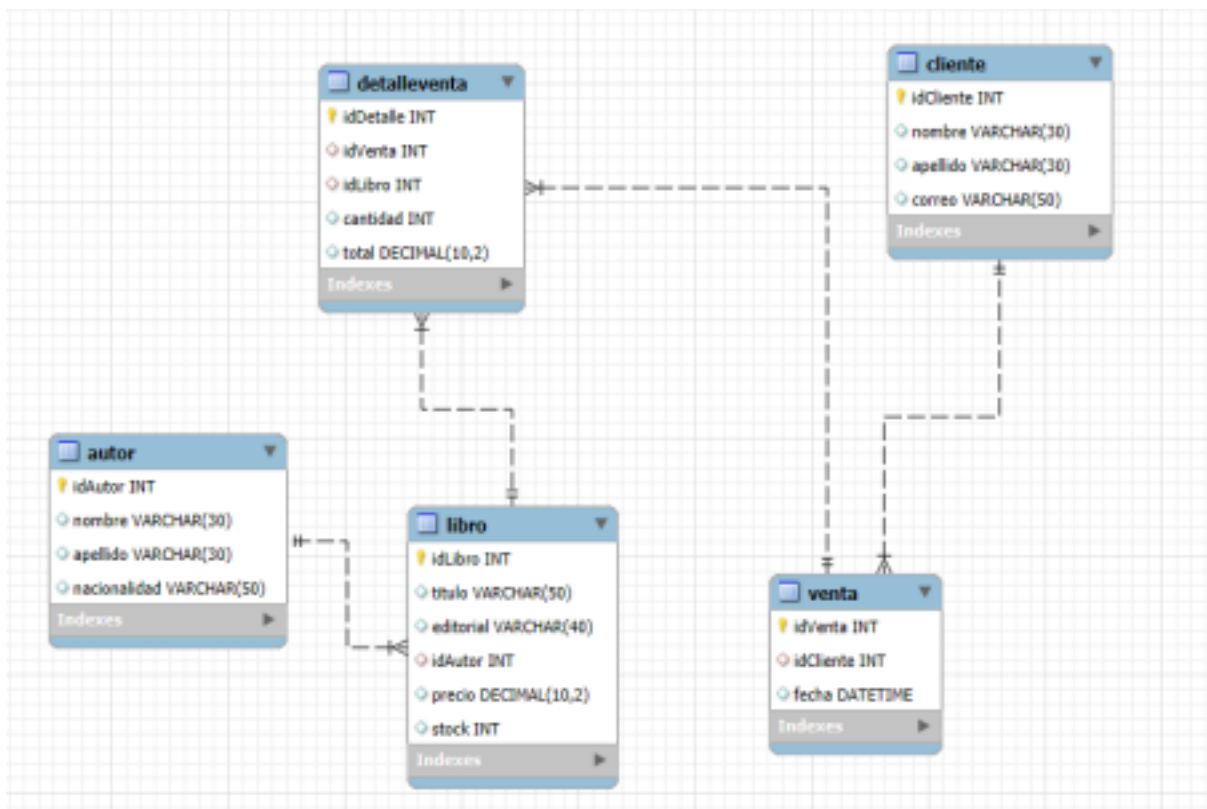 detalleventa
idDetalle INT
idVenta INT
idLibro INT
cantidad INT
total DECIMAL(10,2)
Indexes
cliente
idCliente INT
nombre VARCHAR(30)
apellido VARCHAR(30)
correo VARCHAR(50)
Indexes
autor
idAutor INT
nombre VARCHAR(30)
apellido VARCHAR(30)
nacionalidad VARCHAR(50)
Indexes
libro
idLibro INT
titulo VARCHAR(50)
editorial VARCHAR(40)
idAutor INT
precio DECIMAL(10,2)
stock INT
Indexes
venta
idVenta INT
idCliente INT
fecha DATETIME
Indexes